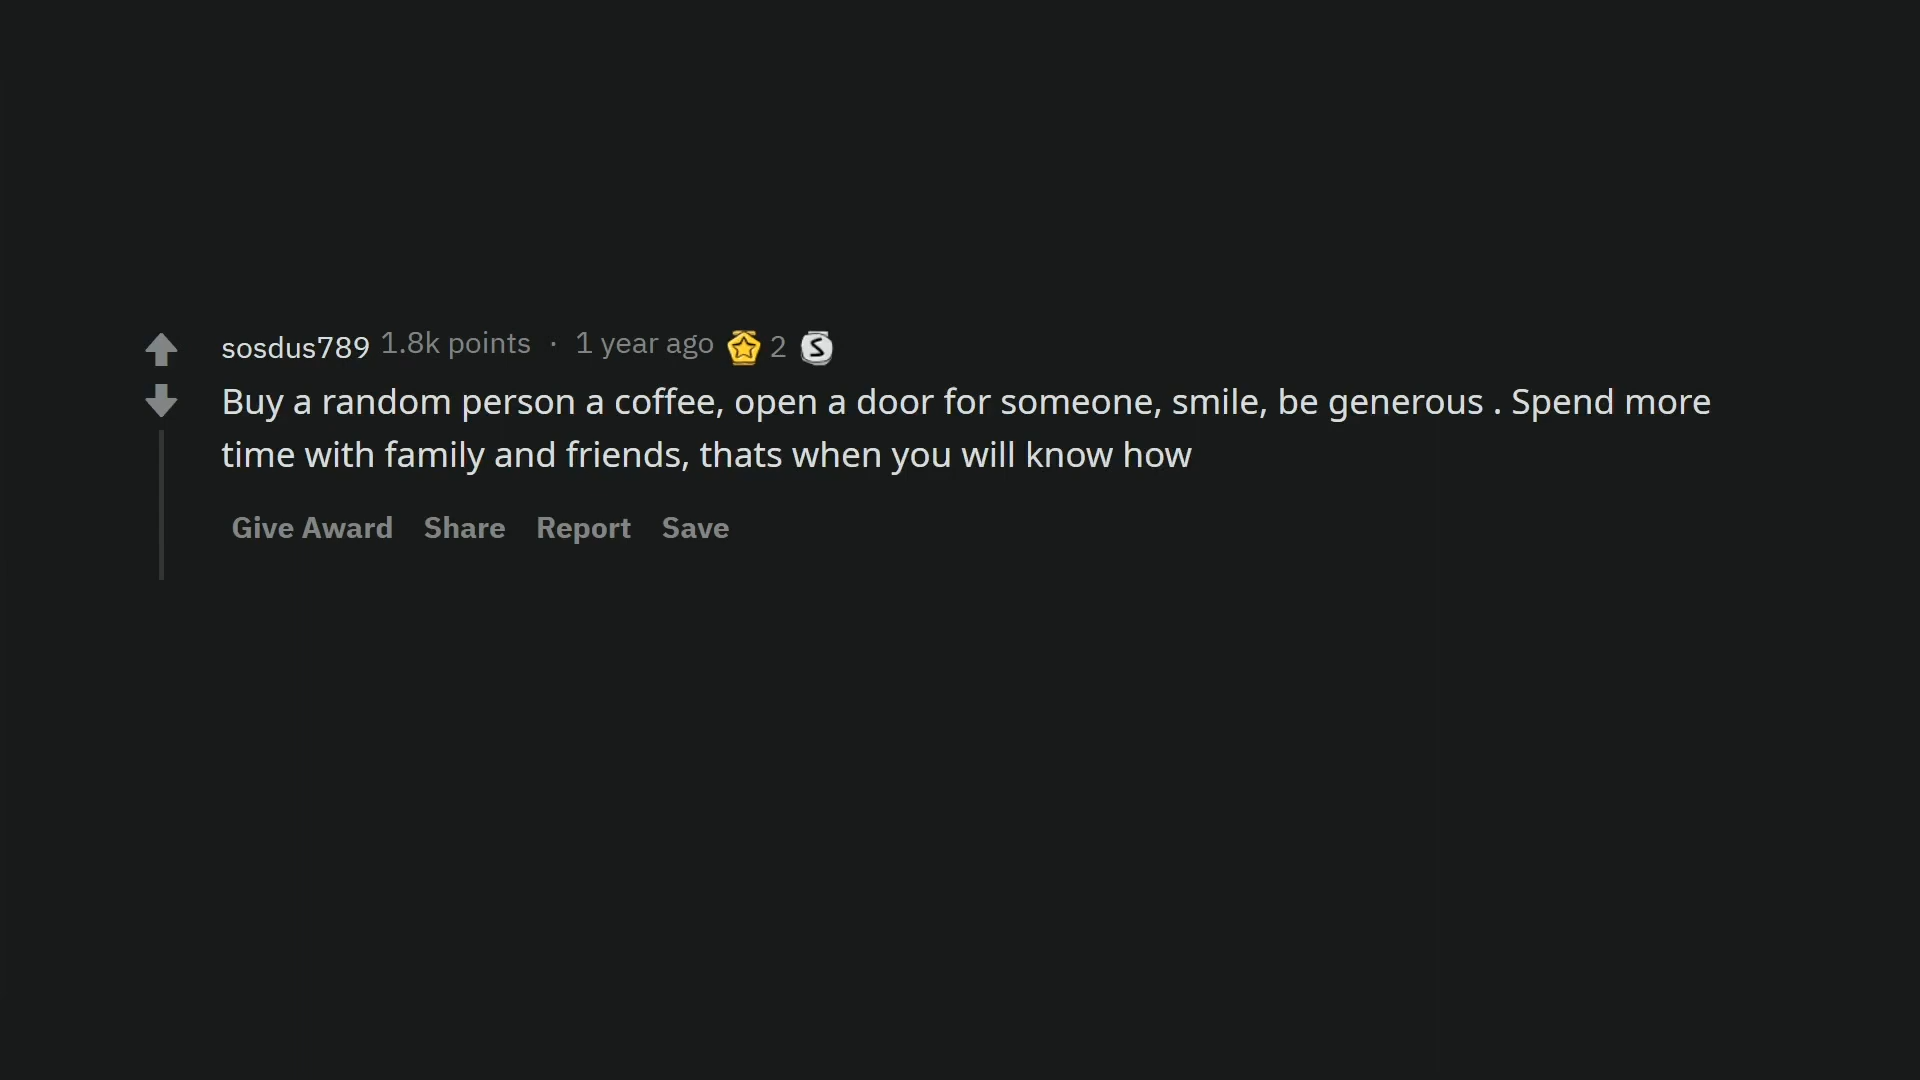 sosdus789 1.8k points · 1 year ago 2 S
Buy a random person a coffee, open a door for someone, smile, be generous . Spend more
time with family and friends, thats when you will know how
Give Award Share Report Save